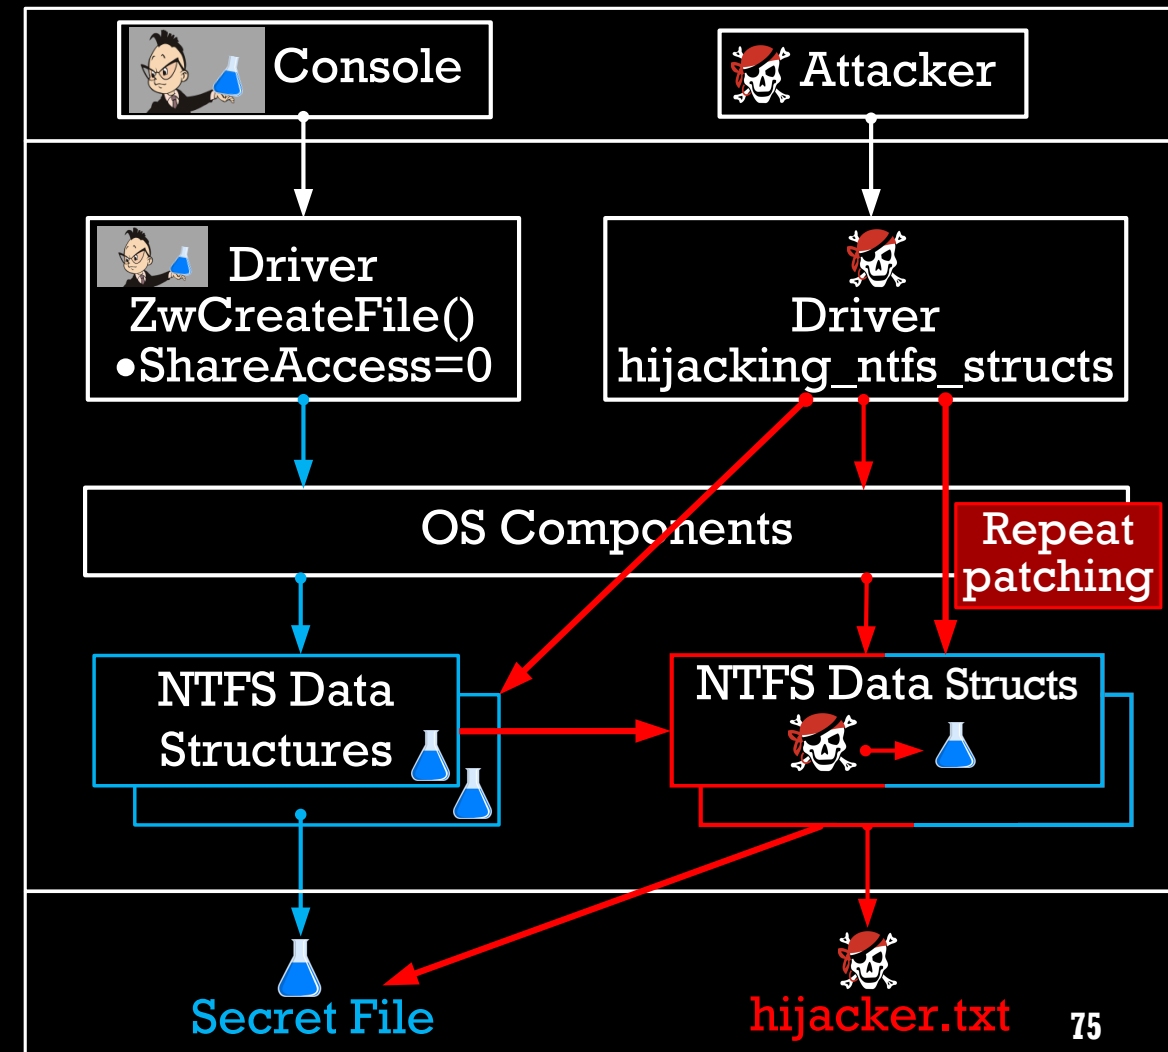 Console
Attacker
Driver
ZwCreateFile()
•ShareAccess=0
Driver
hijacking_ntfs_structs
OS Components
Repeat
patching
NTFS Data
Structures
NTFS Data Structs
Secret File
hijacker.txt
75